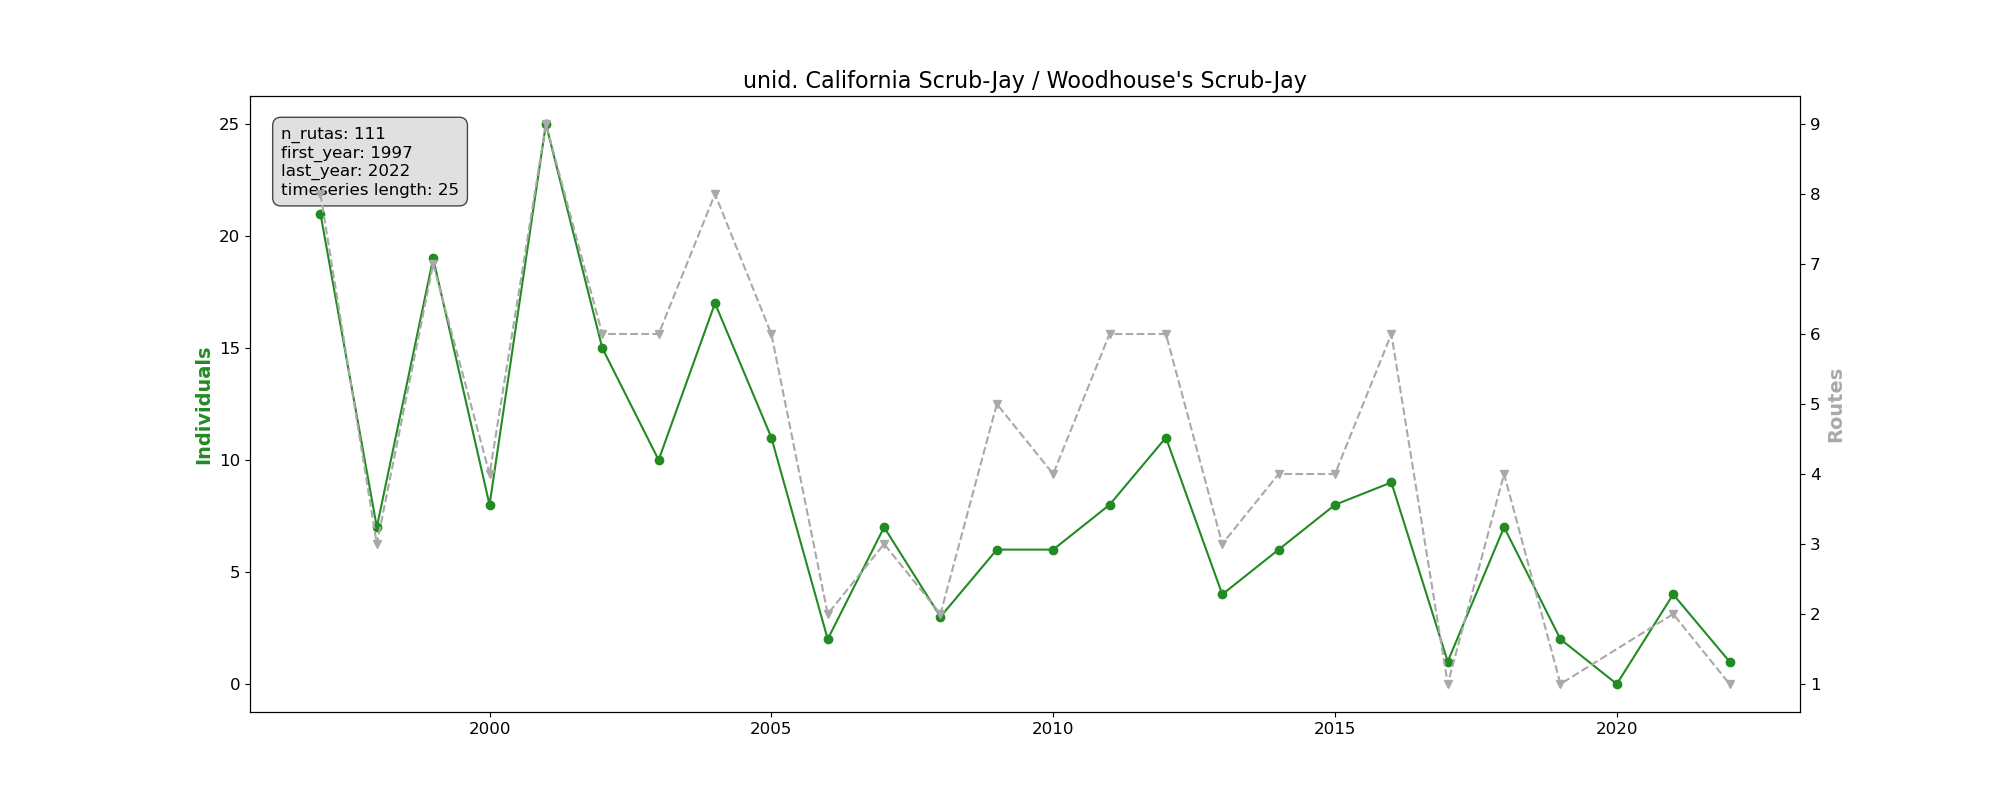 unid. California Scrub-Jay / Woodhouse's Scrub-Jay
n_rutas: 111
first_year: 1997
last_year: 2022
timeseries length: 25
Individuals
25
20
15
10
5
0
9
8
7
6
5
4
3
2
1
Routes
2000 2005 2010 2015 2020